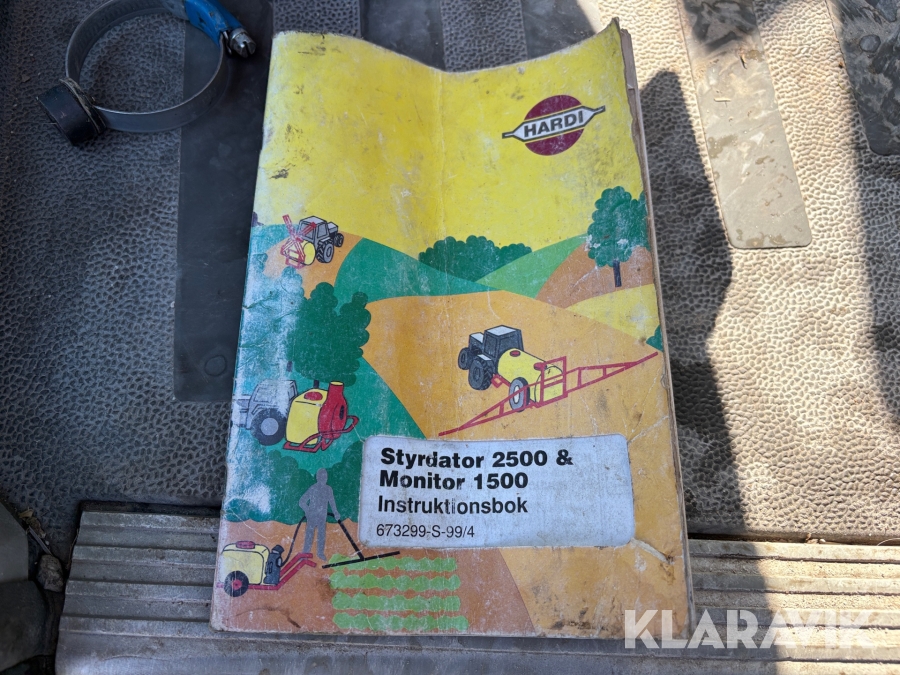 HARDI
Styrdator 2500 &
Monitor 1500
Instruktionsbok
673299-S-99/4
KLARAVIK